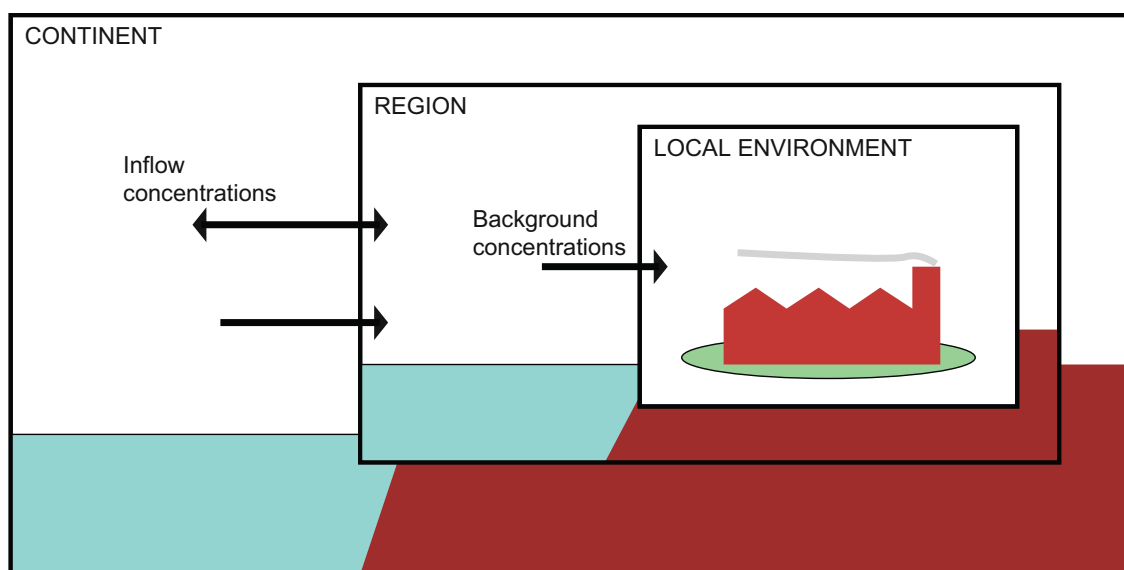 CONTINENT
REGION
LOCAL ENVIRONMENT
Inflow
concentrations
Background
concentrations